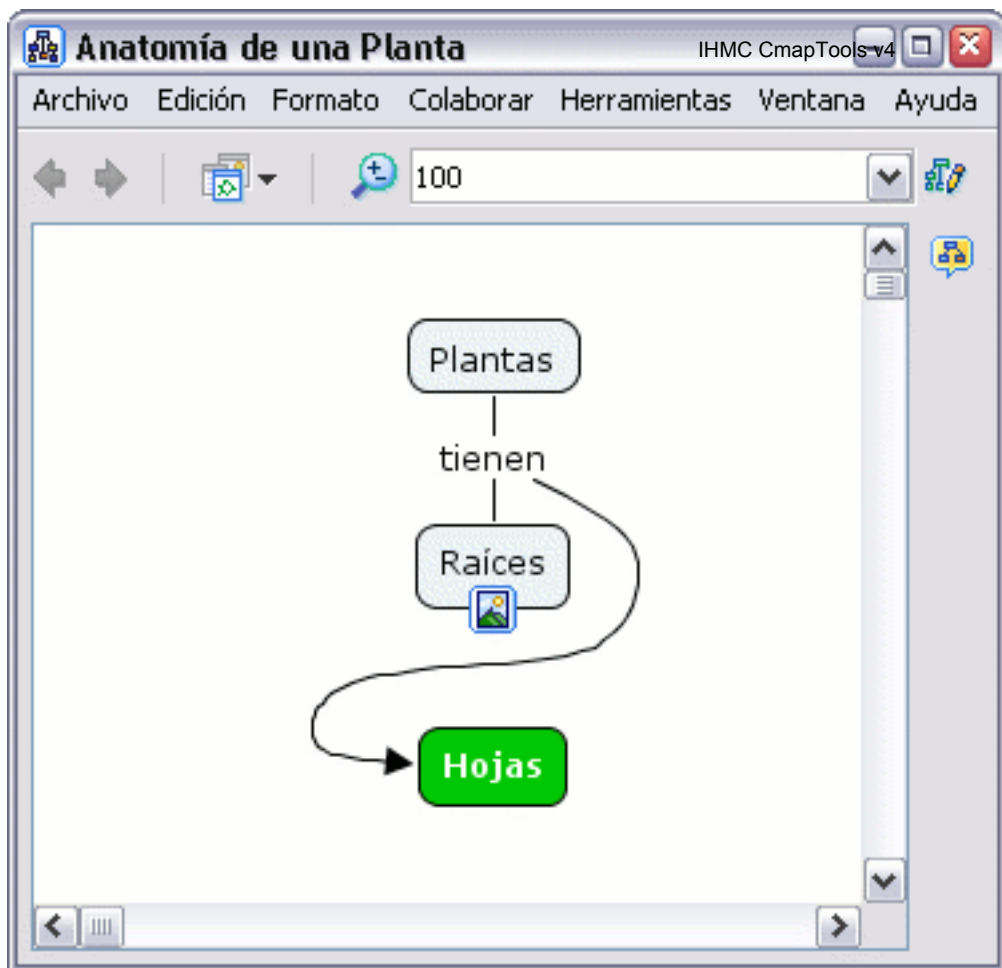 Anatomía de una Planta IHMC CmapTools v4
Archivo Edición Formato Colaborar Herramientas Ventana Ayuda
100
Plantas
tienen
Raíces
Hojas